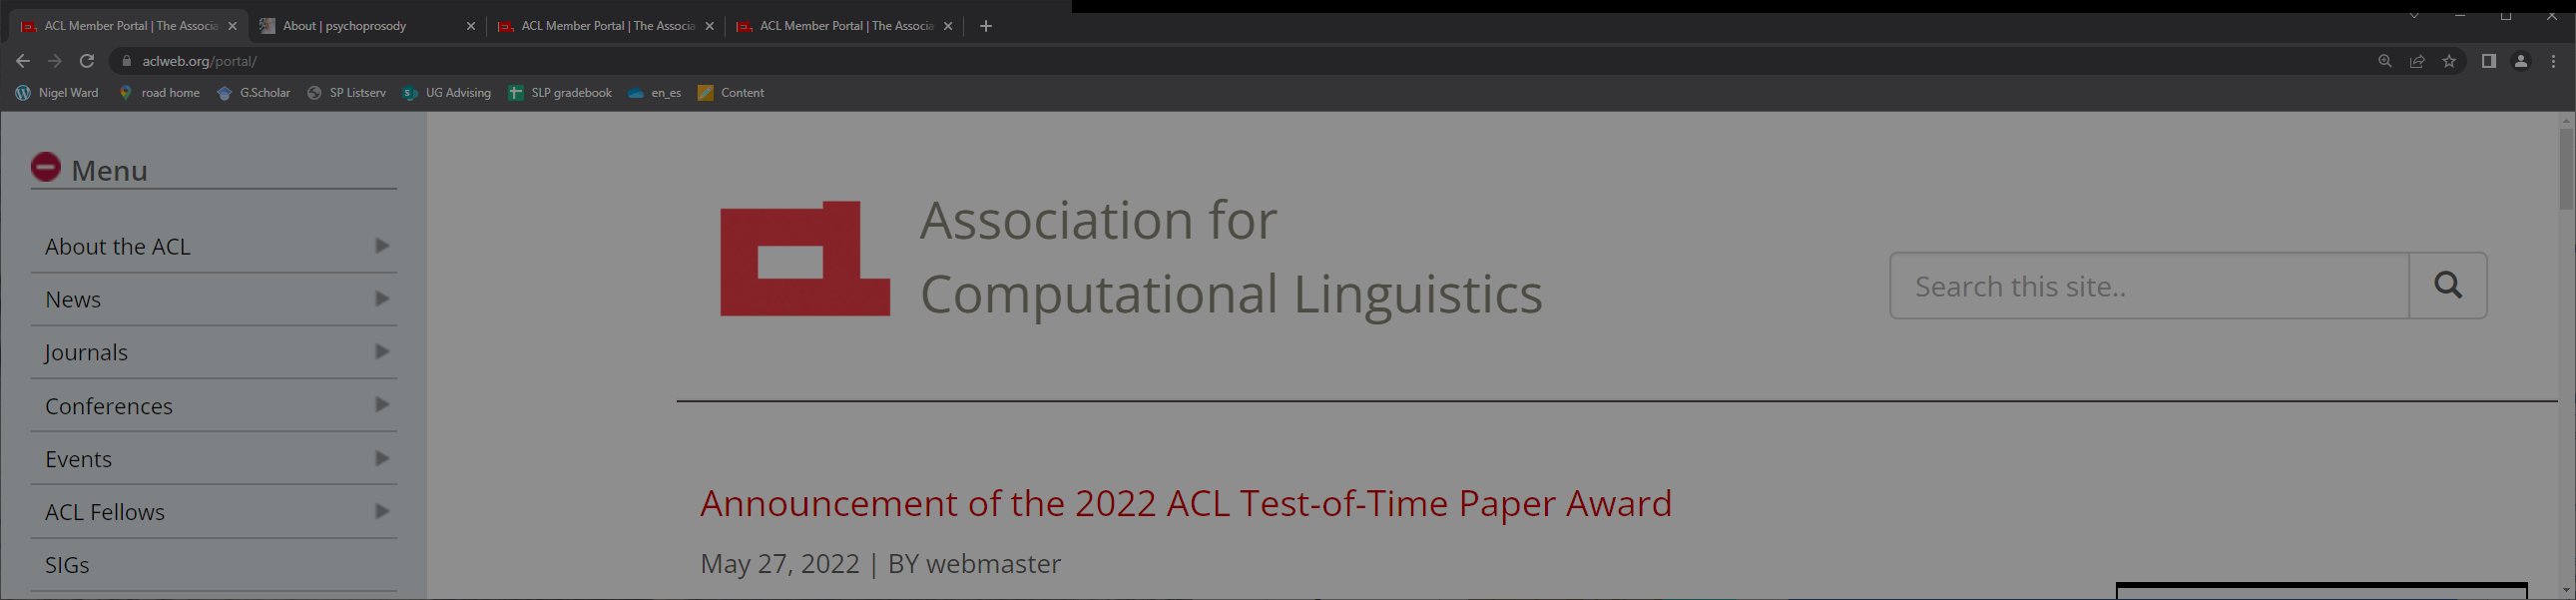 ACL Member Portal | The Associa
About | psychoprosody
ACL Member Portal | The Associa
ACL Member Portal | The Associa
aclweb.org/portal/
Nigel Ward road home G.Scholar SP Listserv UG Advising SLP gradebook en_es Content
Menu
About the ACL
News
Journals
Conferences
Events
ACL Fellows
SIGs
Association for
Computational Linguistics
Search this site..
Announcement of the 2022 ACL Test-of-Time Paper Award
May 27, 2022 | BY webmaster